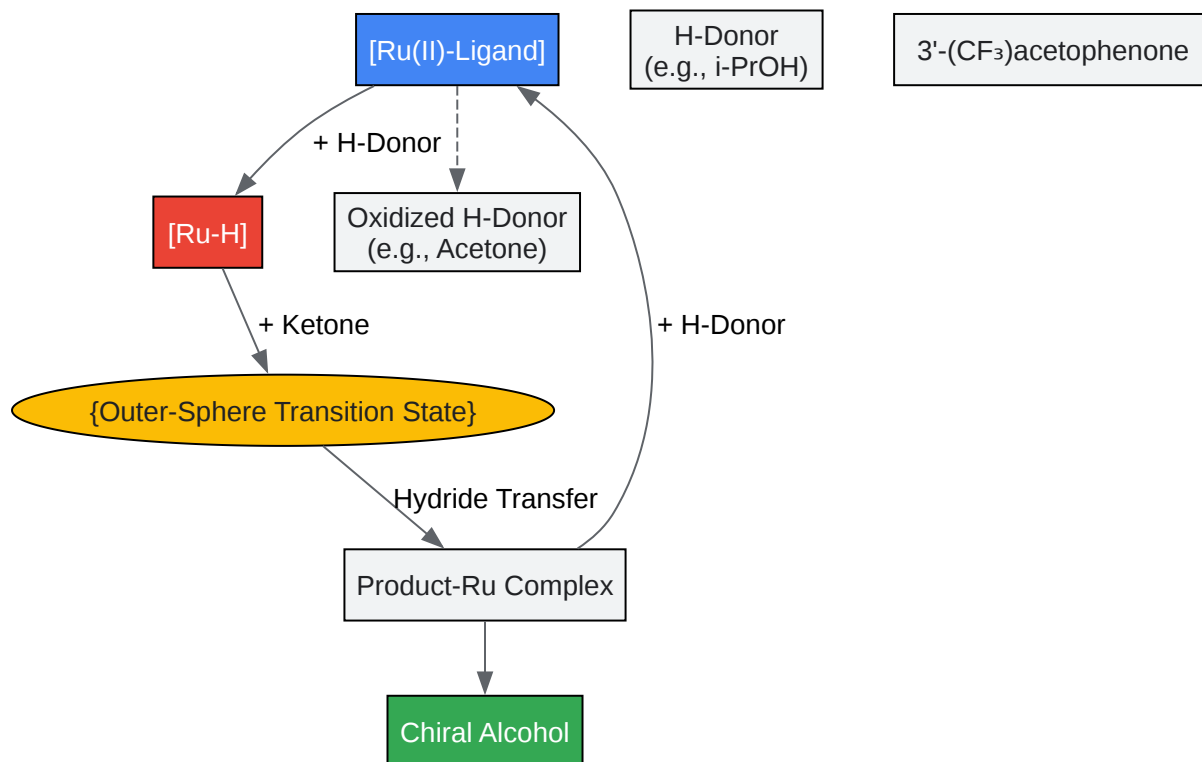 [Ru(II)-Ligand]
H-Donor
(e.g., i-PrOH)
3'-(CF₃)acetophenone
+ H-Donor
[Ru-H]
Oxidized H-Donor
(e.g., Acetone)
+ Ketone
+ H-Donor
{Outer-Sphere Transition State}
Hydride Transfer
Product-Ru Complex
Chiral Alcohol